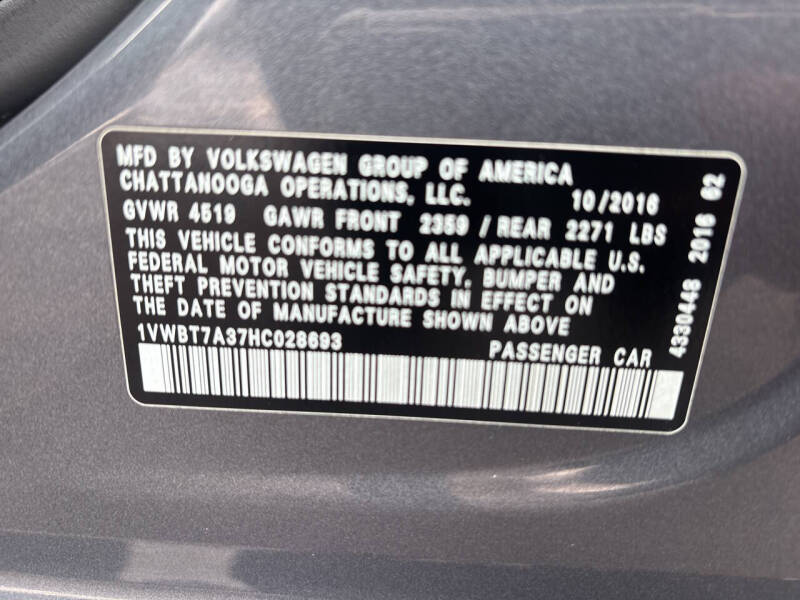 MFD BY VOLKSWAGEN GROUP OF AMERICA
CHATTANOOGA OPERATIONS, LLC. 10/2016
GVWR 4519 GAWR FRONT 2359 / REAR 2271 LBS
THIS VEHICLE CONFORMS TO ALL APPLICABLE U.S.
FEDERAL MOTOR VEHICLE SAFETY, BUMPER AND
THEFT PREVENTION STANDARDS IN EFFECT ON
THE DATE OF MANUFACTURE SHOWN ABOVE
1VWBT7A37HC028693 PASSENGER CAR
4330448 2016 62